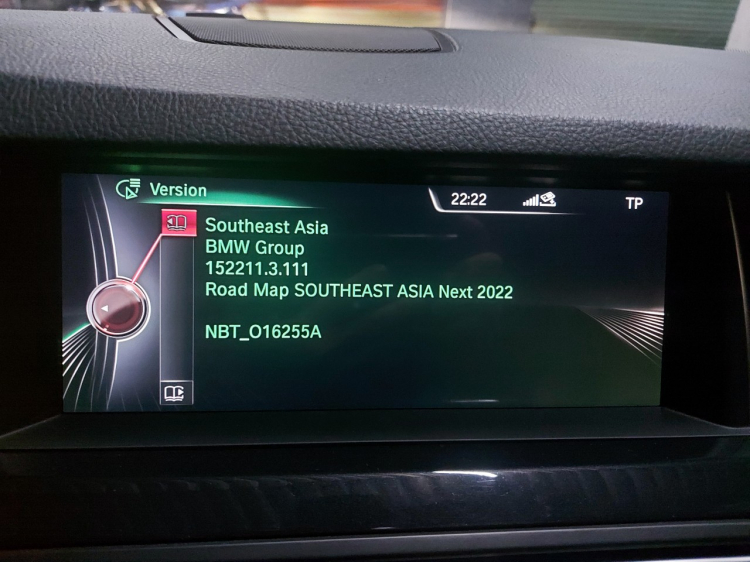 Version
22:22
TP
Southeast Asia
BMW Group
152211.3.111
Road Map SOUTHEAST ASIA Next 2022
NBT_O16255A